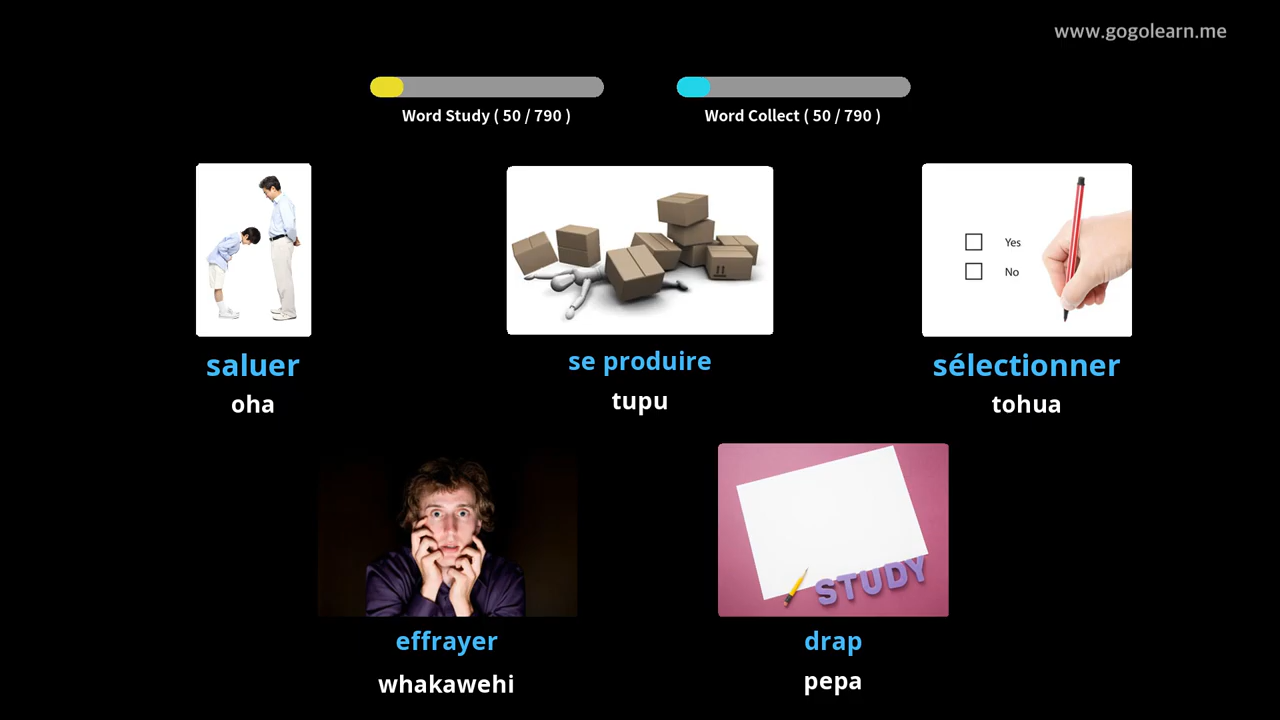 www.gogolearn.me
Word Study ( 50 / 790 )
Word Collect ( 50 / 790 )
Yes
No
saluer
oha
se produire
tupu
sélectionner
tohua
STUDY
effrayer
whakawehi
drap
pepa